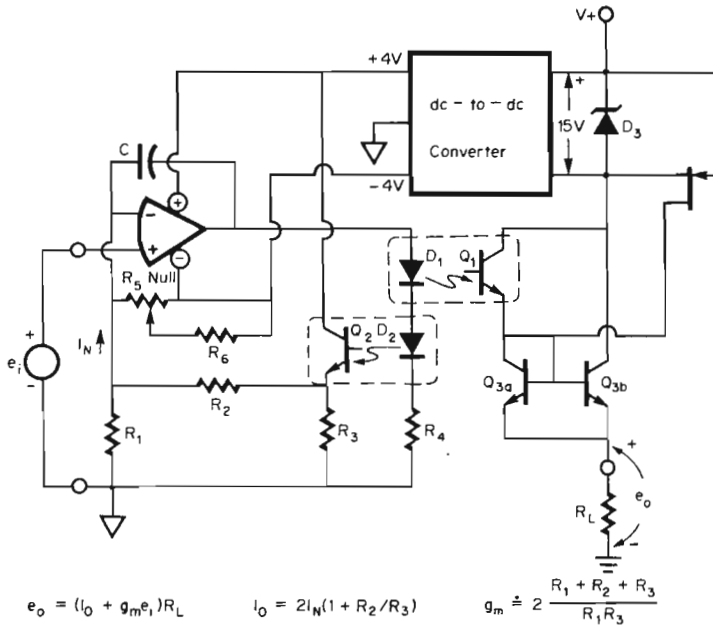 V+
+4V
+
dc - to - dc
Converter
15V
D3
C
-4V
-
+
+
-
D1
Q1
R5 Null
+
ei
-
IN
R6
Q2 D2
Q3a
Q3b
R2
R1
R3
R4
+
RL
eo
-
eo = (IO + gmei)RL
IO = 2IN(1 + R2/R3)
gm ≐ 2 (R1 + R2 + R3) / R1R3